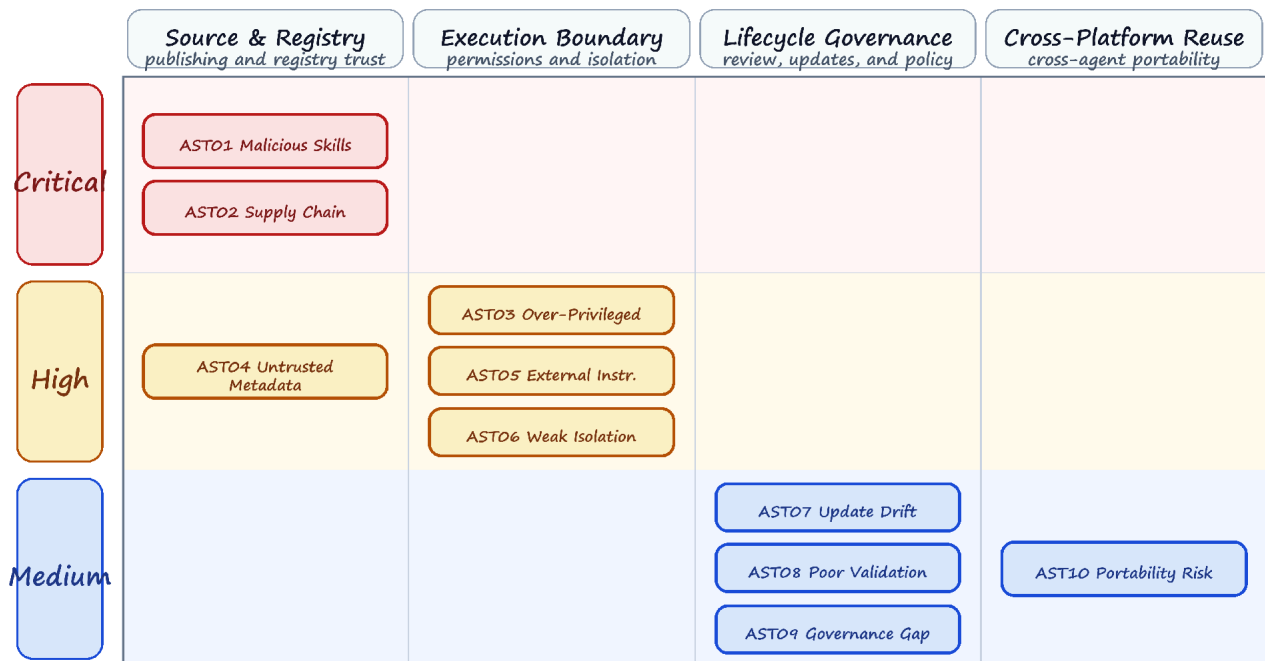 Source & Registry
publishing and registry trust
Execution Boundary
permissions and isolation
Lifecycle Governance
review, updates, and policy
Cross-Platform Reuse
cross-agent portability
Critical
AST01 Malicious Skills
AST02 Supply Chain
High
AST04 Untrusted
Metadata
AST03 Over-Privileged
AST05 External Instr.
AST06 Weak Isolation
Medium
AST07 Update Drift
AST08 Poor Validation
AST09 Governance Gap
AST10 Portability Risk